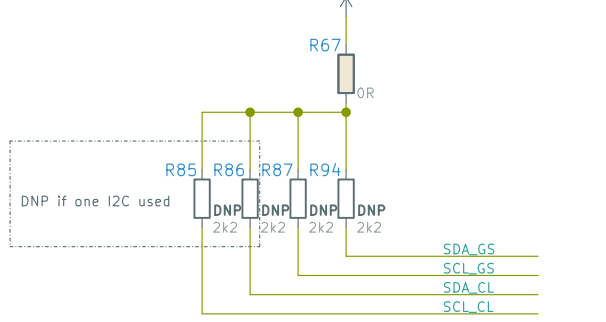 R67
0R
R85 R86 R87 R94
DNP if one I2C used
DNP DNP DNP DNP
2k2 2k2 2k2 2k2
SDA_GS
SCL_GS
SDA_CL
SCL_CL